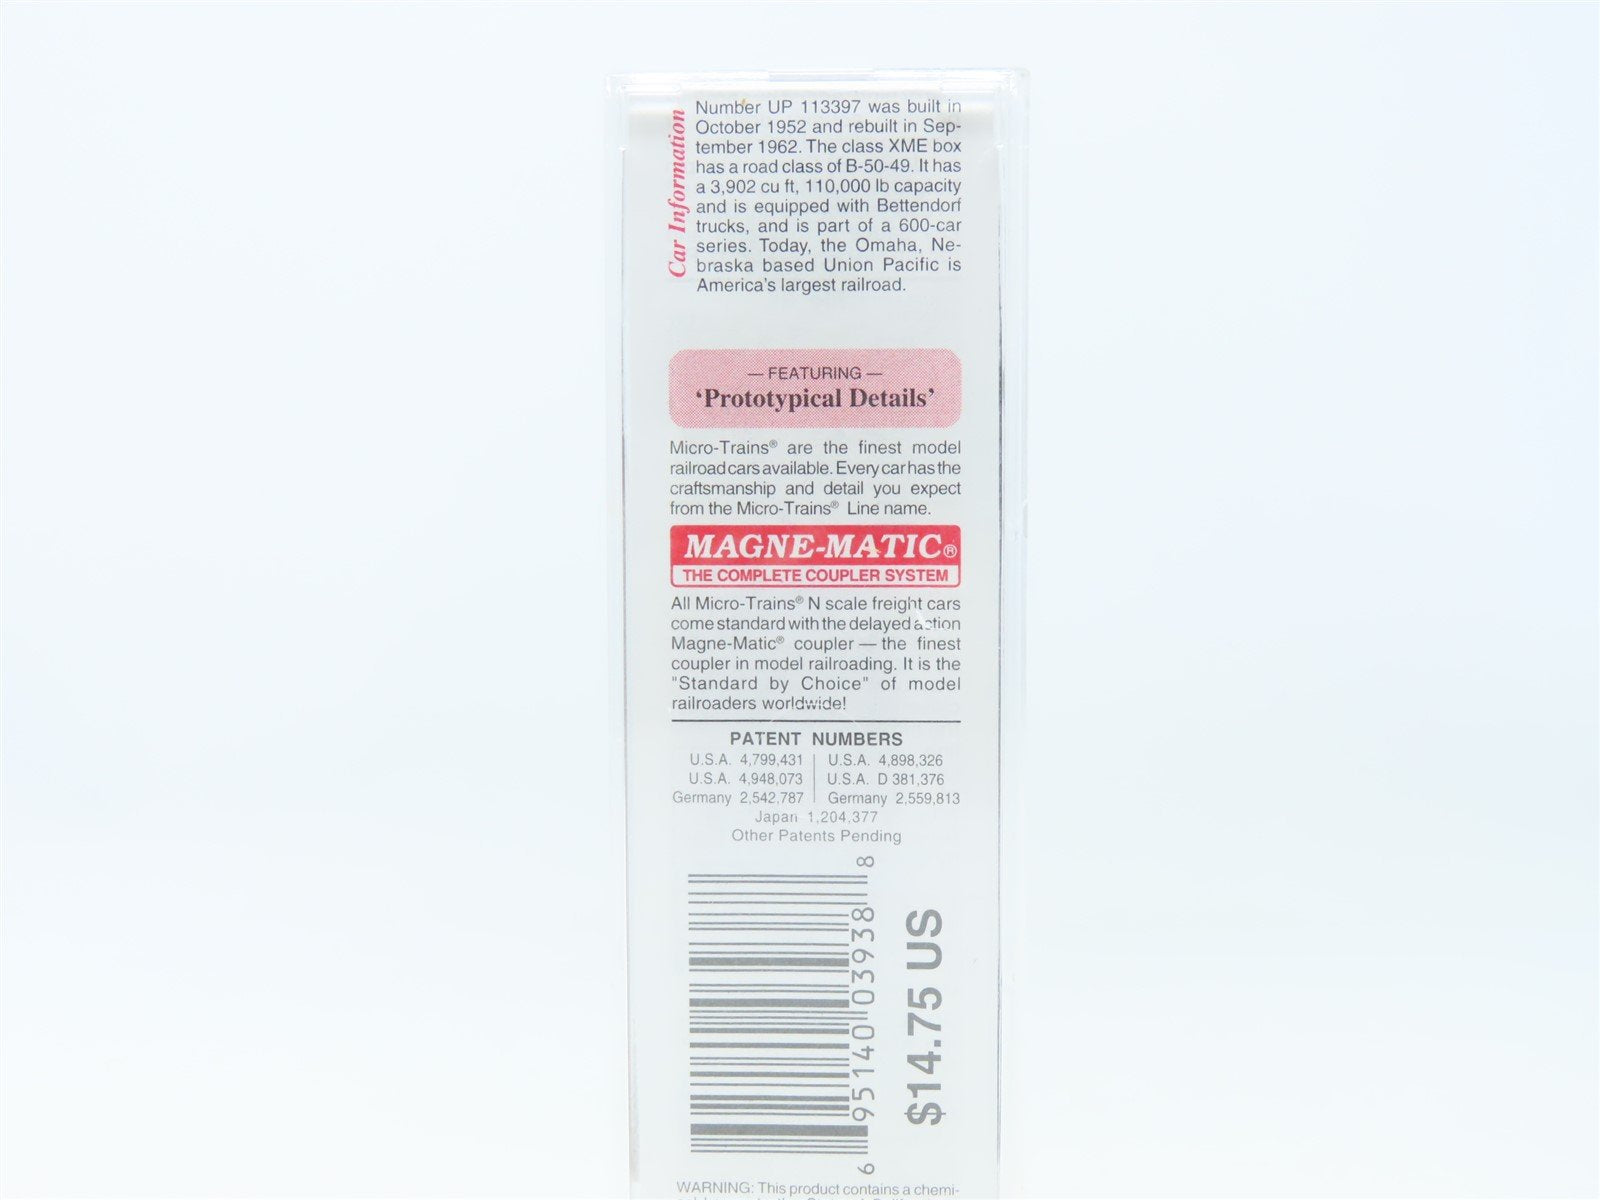 Car Information
Number UP 113397 was built in
October 1952 and rebuilt in Sep-
tember 1962. The class XME box
has a road class of B-50-49. It has
a 3,902 cu ft, 110,000 lb capacity
and is equipped with Bettendorf
trucks, and is part of a 600-car
series. Today, the Omaha, Ne-
braska based Union Pacific is
America's largest railroad.
— FEATURING —
‘Prototypical Details’
Micro-Trains® are the finest model
railroad cars available. Every car has the
craftsmanship and detail you expect
from the Micro-Trains® Line name.
MAGNE-MATIC®
THE COMPLETE COUPLER SYSTEM
All Micro-Trains® N scale freight cars
come standard with the delayed action
Magne-Matic® coupler — the finest
coupler in model railroading. It is the
"Standard by Choice" of model
railroaders worldwide!
PATENT NUMBERS
U.S.A. 4,799,431 U.S.A. 4,898,326
U.S.A. 4,948,073 U.S.A. D 381,376
Germany 2,542,787 Germany 2,559,813
Japan 1,204,377
Other Patents Pending
6 95140 03938 8
$14.75 US
WARNING: This product contains a chemi-